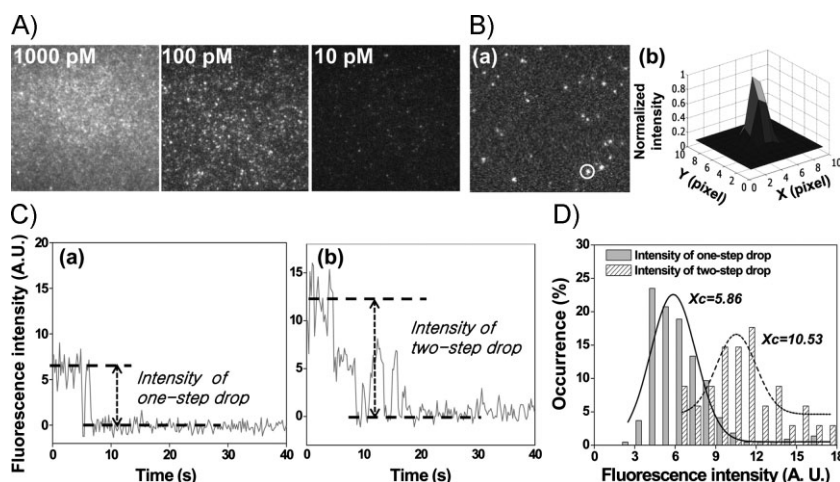 A)
1000 pM
100 pM
10 pM
B)
(a)
(b)
Normalized
intensity
1
0.8
0.6
0.4
0.2
0
10
8
6
4
2
0
Y (pixel)
0
2
4
6
8
10
X (pixel)
C)
Fluorescence intensity (A.U.)
20
15
10
5
0
(a)
Intensity of
one-step drop
0 10 20 30 40
Time (s)
15
10
5
0
(b)
Intensity of
two-step drop
0 10 20 30 40
Time (s)
D)
Occurrence (%)
30
25
20
15
10
5
0
Intensity of one-step drop
Intensity of two-step drop
Xc=5.86
Xc=10.53
0 3 6 9 12 15 18
Fluorescence intensity (A. U.)